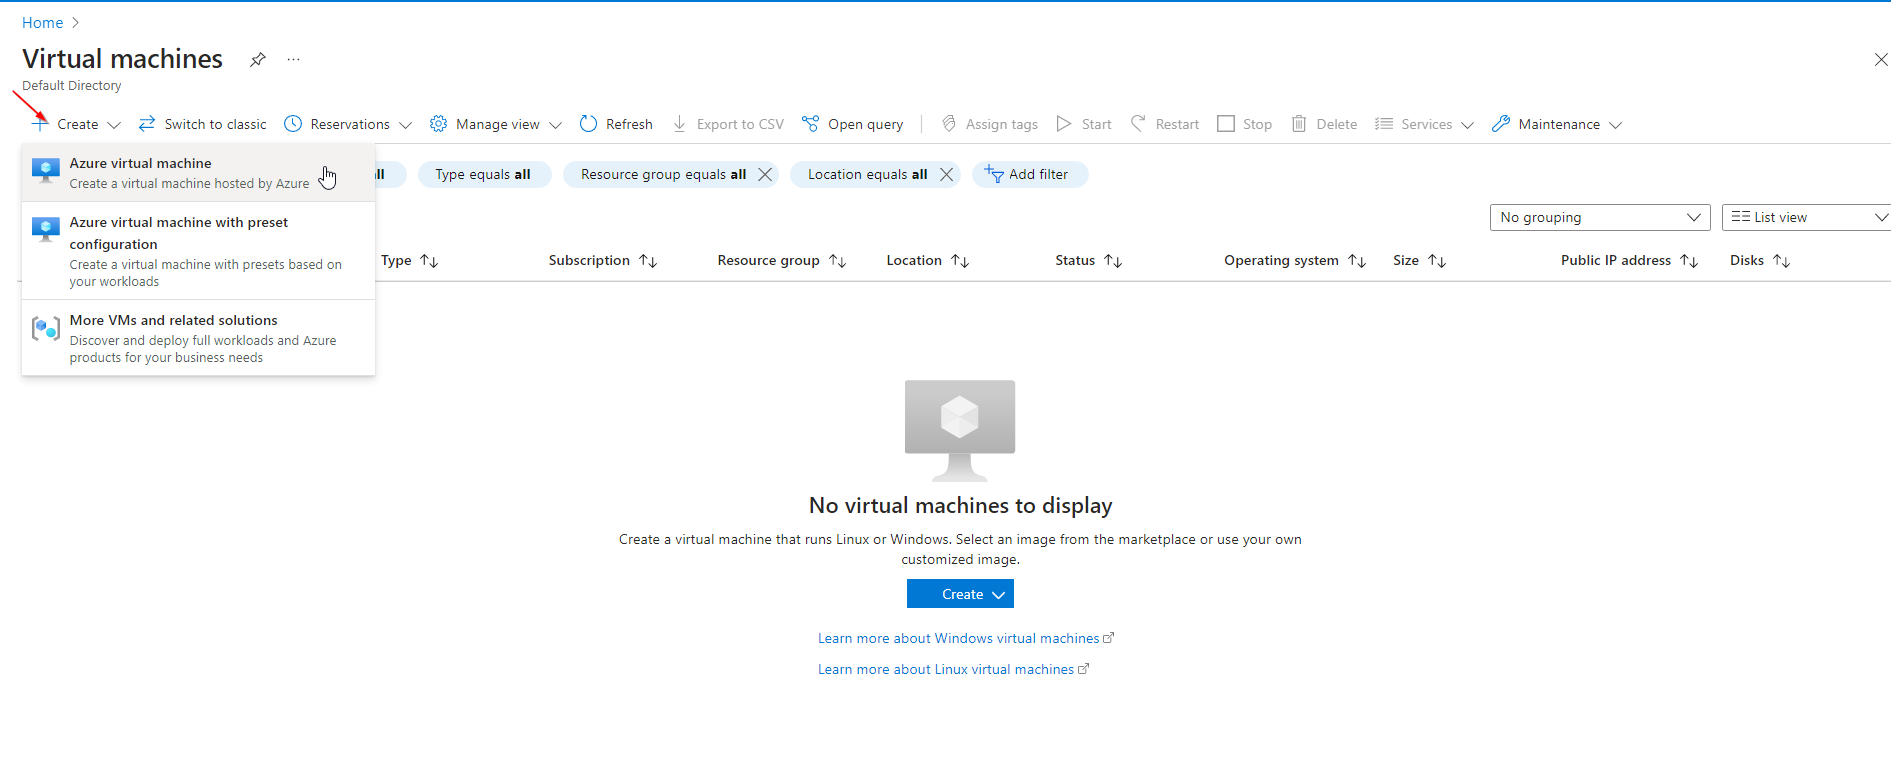 Home
Virtual machines
...
Default Directory
Create
Switch to classic
Reservations
Manage view
Refresh
Export to CSV
Open query
Assign tags
Start
Restart
Stop
Delete
Services
Maintenance
Azure virtual machine
Create a virtual machine hosted by Azure
Azure virtual machine with preset
configuration
Create a virtual machine with presets based on
your workloads
More VMs and related solutions
Discover and deploy full workloads and Azure
products for your business needs
all
Type equals all
Resource group equals all
Location equals all
Add filter
No grouping
List view
Type
Subscription
Resource group
Location
Status
Operating system
Size
Public IP address
Disks
No virtual machines to display
Create a virtual machine that runs Linux or Windows. Select an image from the marketplace or use your own
customized image.
Create
Learn more about Windows virtual machines
Learn more about Linux virtual machines